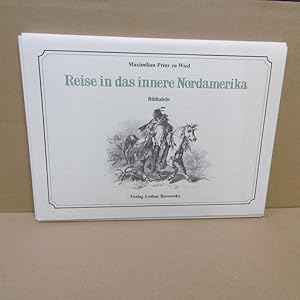 Maximilian Prinz zu Wied
Reise in das innere Nordamerika
Bildtafeln
Verlag Lothar Borowsky